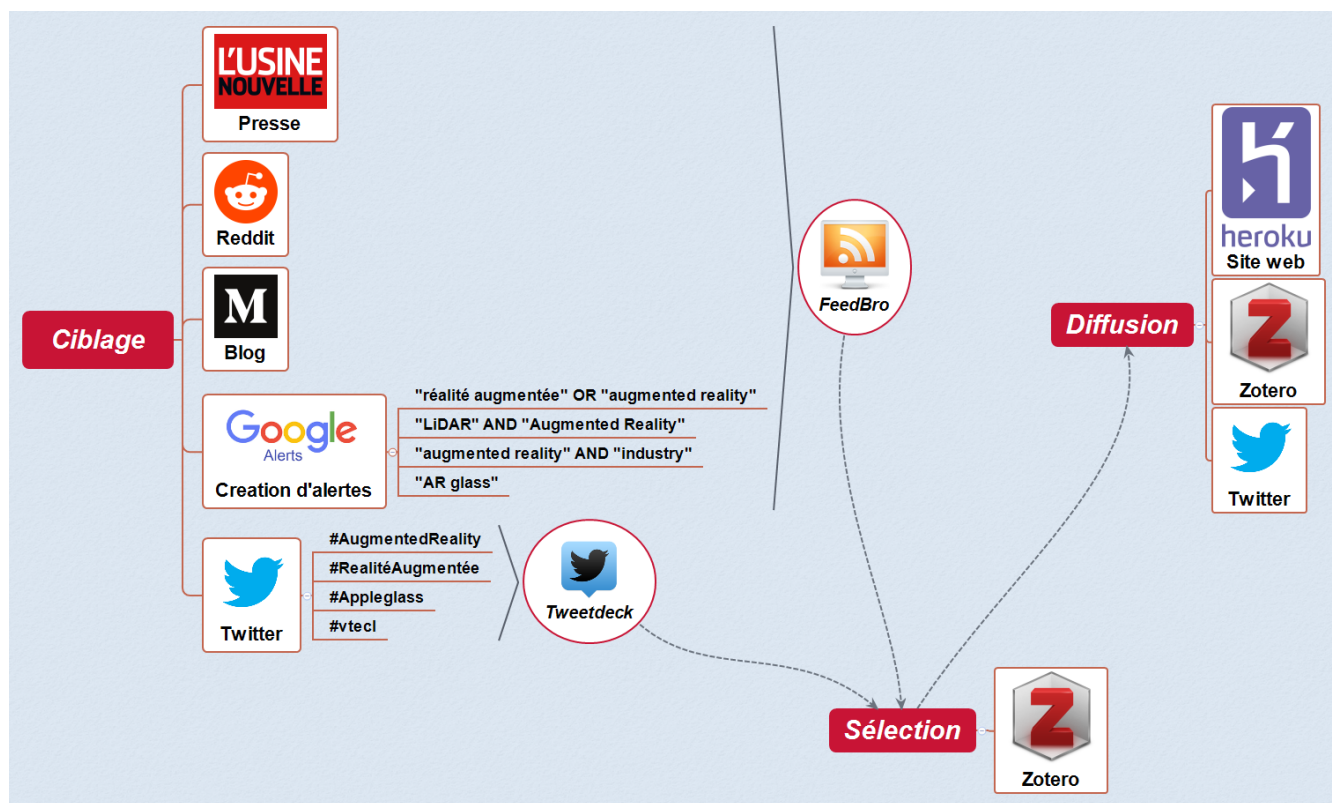 Ciblage
L'USINE
NOUVELLE
Presse
Reddit
M
Blog
Google
Alerts
Creation d'alertes
"réalité augmentée" OR "augmented reality"
"LiDAR" AND "Augmented Reality"
"augmented reality" AND "industry"
"AR glass"
Twitter
#AugmentedReality
#RealitéAugmentée
#Appleglass
#vtecl
FeedBro
Tweetdeck
Sélection
Z
Zotero
Diffusion
heroku
Site web
Z
Zotero
Twitter